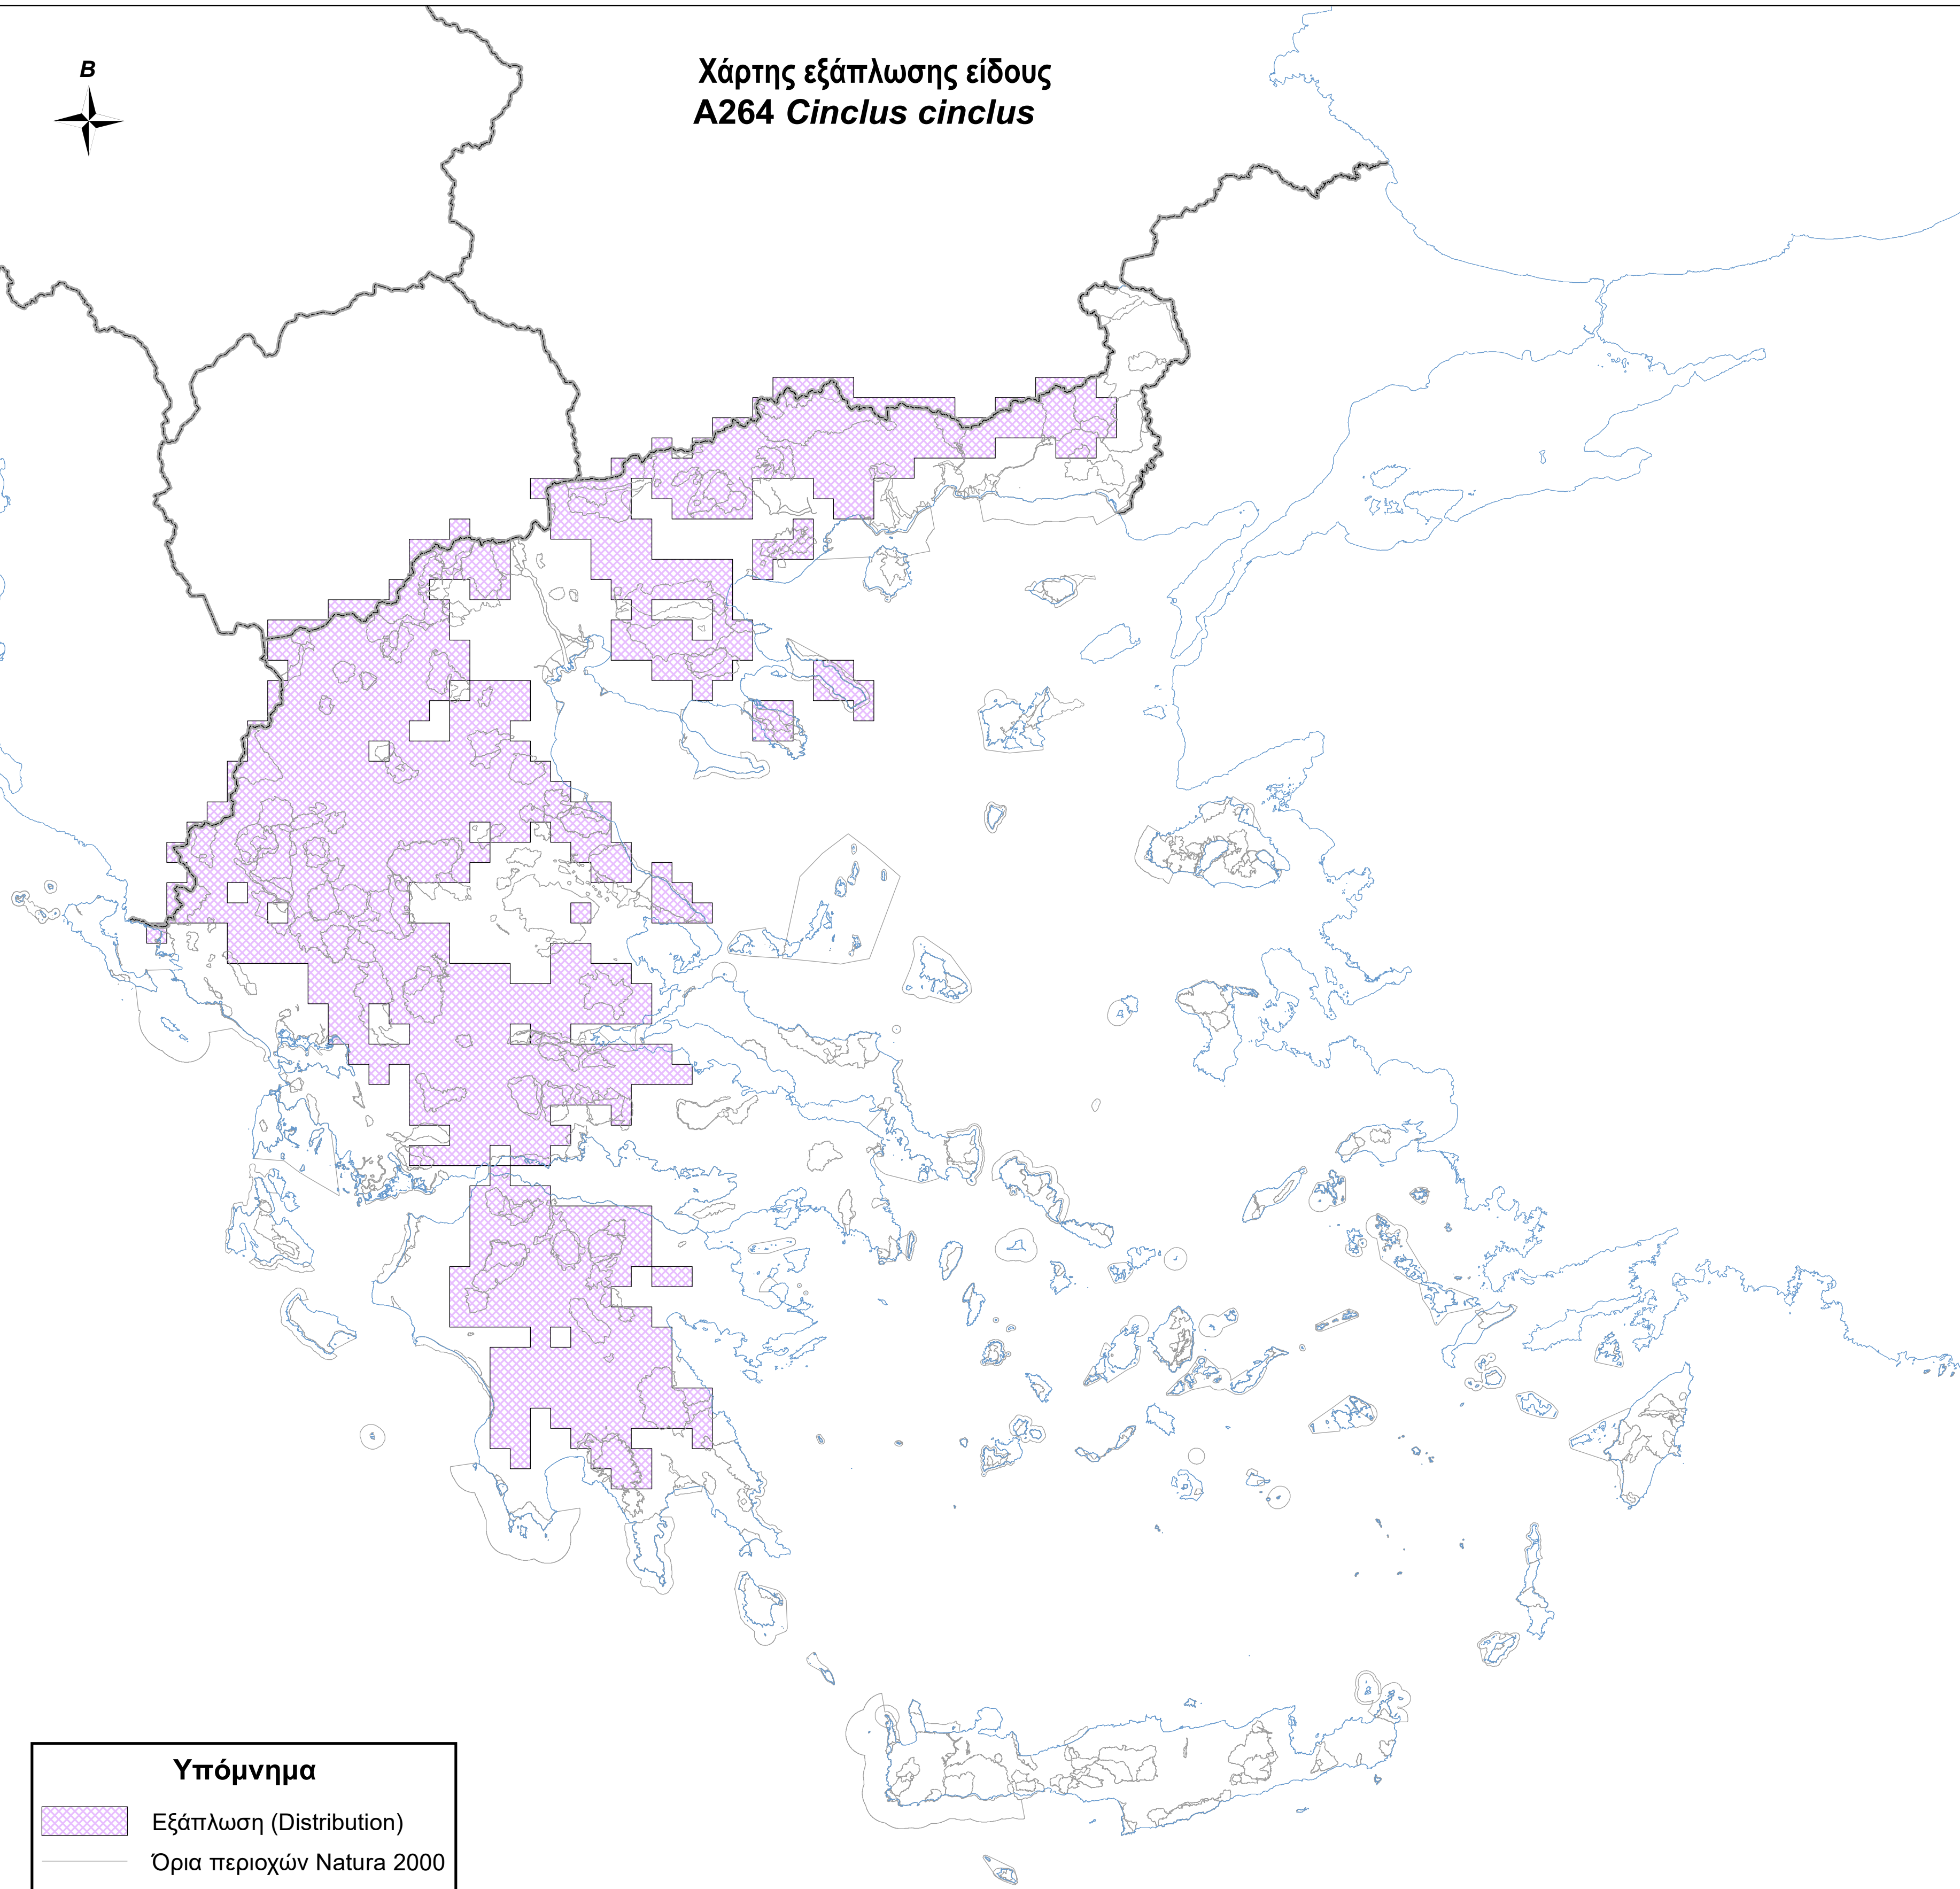 Β
Χάρτης εξάπλωσης είδους
A264 Cinclus cinclus
Υπόμνημα
Εξάπλωση (Distribution)
Όρια περιοχών Natura 2000